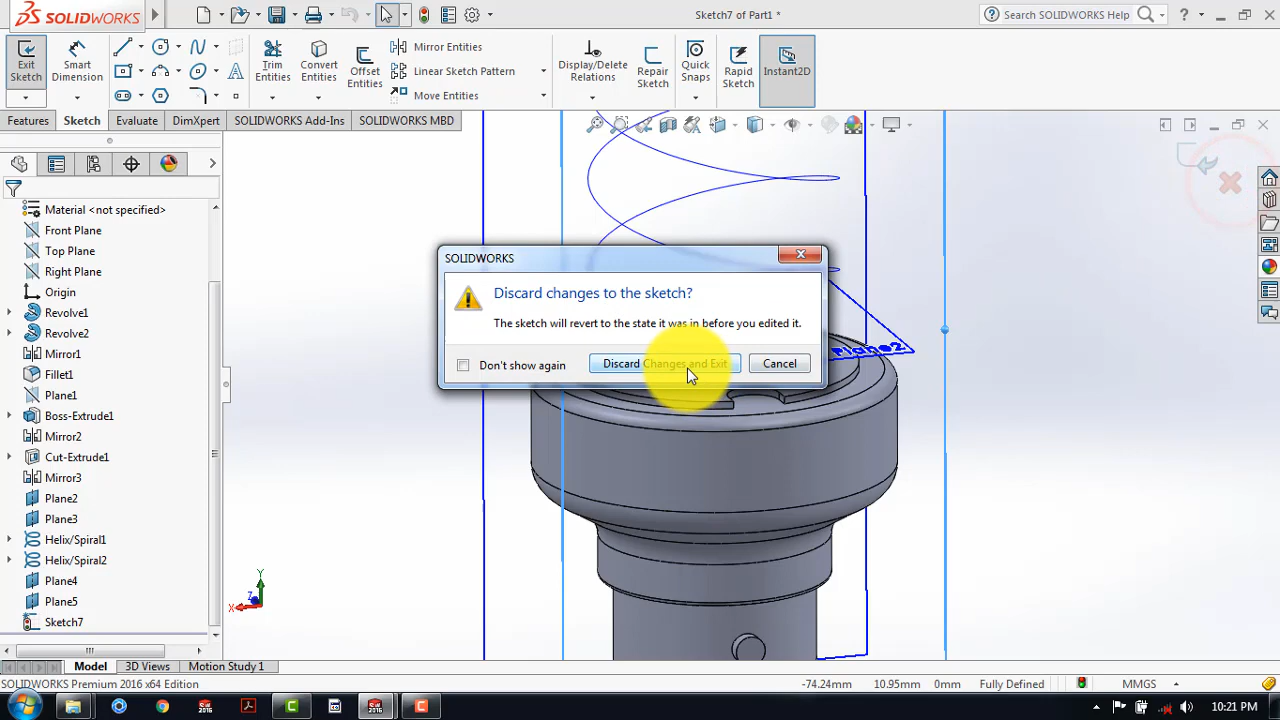 SOLIDWORKS
Sketch7 of Part1 *
Search SOLIDWORKS Help
Exit Sketch
Smart Dimension
Trim Entities
Convert Entities
Offset Entities
Mirror Entities
Linear Sketch Pattern
Move Entities
Display/Delete Relations
Repair Sketch
Quick Snaps
Rapid Sketch
Instant2D
Features
Sketch
Evaluate
DimXpert
SOLIDWORKS Add-Ins
SOLIDWORKS MBD
Material <not specified>
Front Plane
Top Plane
Right Plane
Origin
Revolve1
Revolve2
Mirror1
Fillet1
Plane1
Boss-Extrude1
Mirror2
Cut-Extrude1
Mirror3
Plane2
Plane3
Helix/Spiral1
Helix/Spiral2
Plane4
Plane5
Sketch7
SOLIDWORKS
Discard changes to the sketch?
The sketch will revert to the state it was in before you edited it.
Don't show again
Discard Changes and Exit
Cancel
Plane2
Y
Z
X
Model
3D Views
Motion Study 1
SOLIDWORKS Premium 2016 x64 Edition
-74.24mm
10.95mm
0mm
Fully Defined
MMGS
10:21 PM